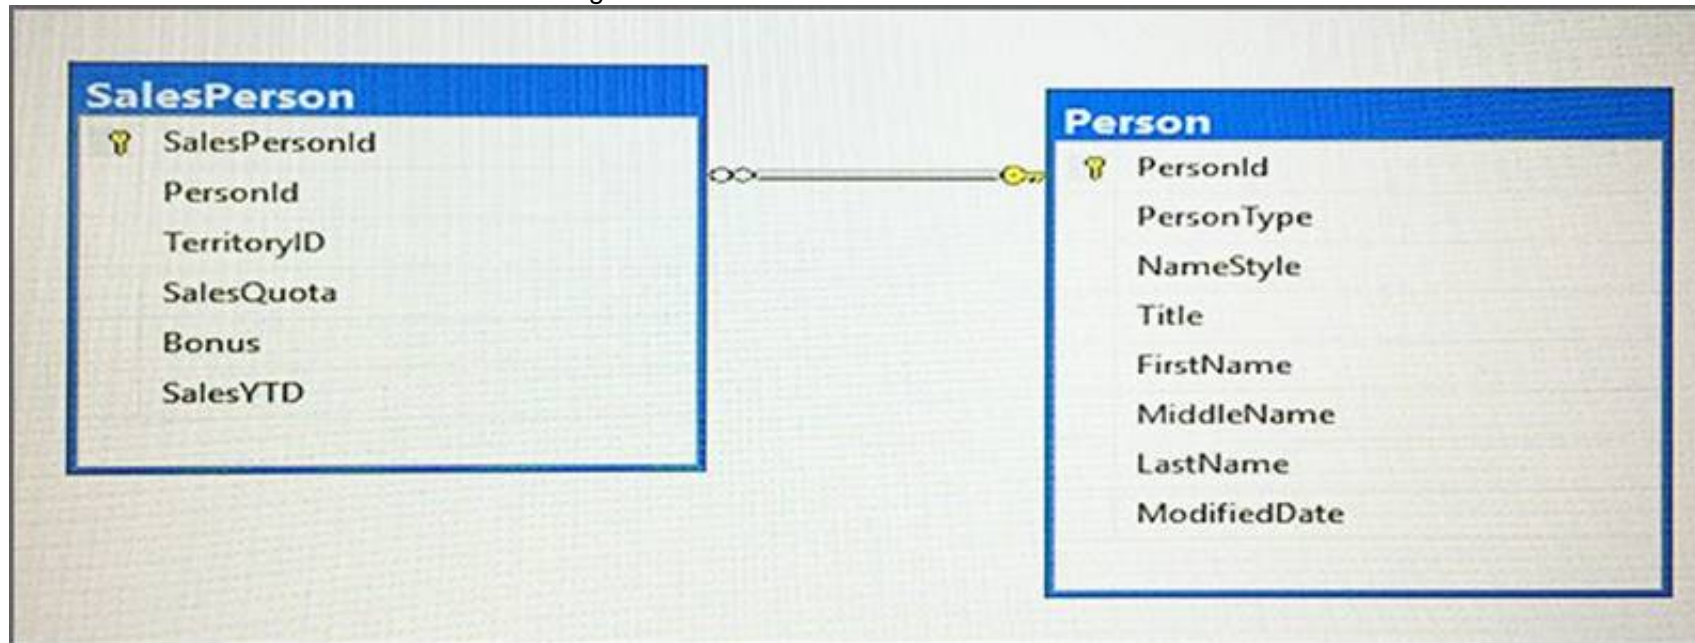 SalesPerson
SalesPersonId
PersonId
TerritoryID
SalesQuota
Bonus
SalesYTD
Person
PersonId
PersonType
NameStyle
Title
FirstName
MiddleName
LastName
ModifiedDate